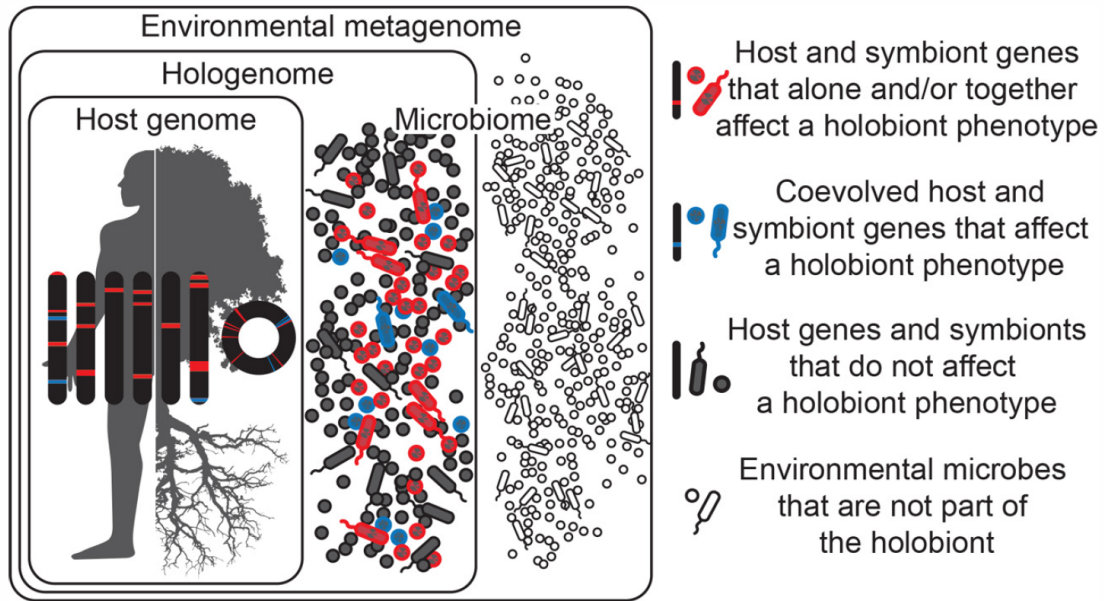 Environmental metagenome
Hologenome
Host genome
Microbiome
Host and symbiont genes
that alone and/or together
affect a holobiont phenotype
Coevolved host and
symbiont genes that affect
a holobiont phenotype
Host genes and symbionts
that do not affect
a holobiont phenotype
Environmental microbes
that are not part of
the holobiont